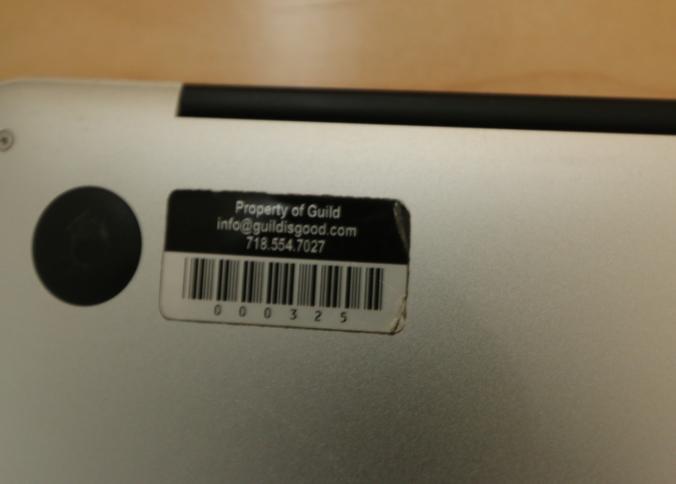 Property of Guild
info@guildisgood.com
718.554.7027
000325